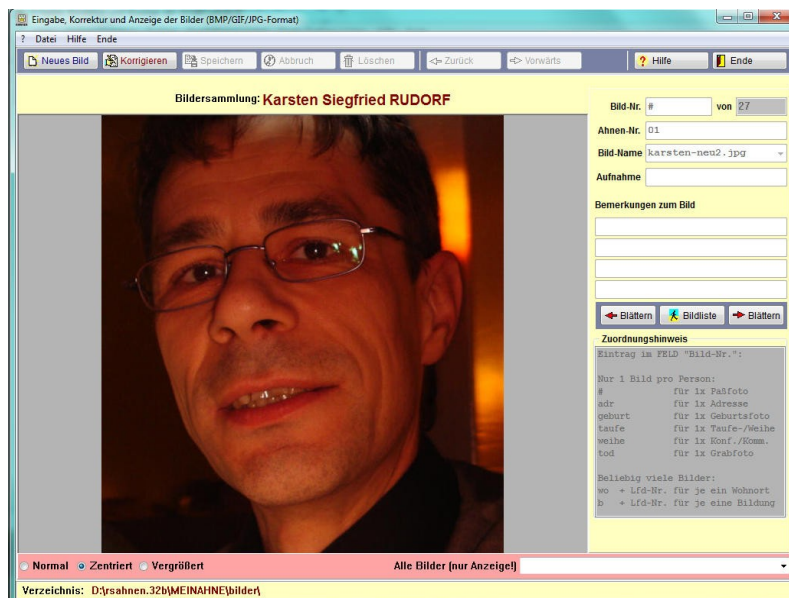 Eingabe, Korrektur und Anzeige der Bilder (BMP/GIF/JPG-Format)
? Datei Hilfe Ende
Neues Bild Korrigieren Speichern Abbruch Löschen Zurück Vorwärts ? Hilfe Ende
Bildersammlung: Karsten Siegfried RUDORF
Bild-Nr. # von 27
Ahnen-Nr. 01
Bild-Name karsten-neu2.jpg
Aufnahme
Bemerkungen zum Bild
Blättern Bildliste Blättern
Zuordnungshinweis
Eintrag im FELD "Bild-Nr.":
Nur 1 Bild pro Person:
# für 1x Paßfoto
adr für 1x Adresse
geburt für 1x Geburtsfoto
taufe für 1x Taufe-/Weihe
weihe für 1x Konf./Komm.
tod für 1x Grabfoto
Beliebig viele Bilder:
wo + Lfd-Nr. für je ein Wohnort
b + Lfd-Nr. für je eine Bildung
Normal Zentriert Vergrößert Alle Bilder (nur Anzeige!)
Verzeichnis: D:\rsahnen.32b\MEINAHNE\bilder\